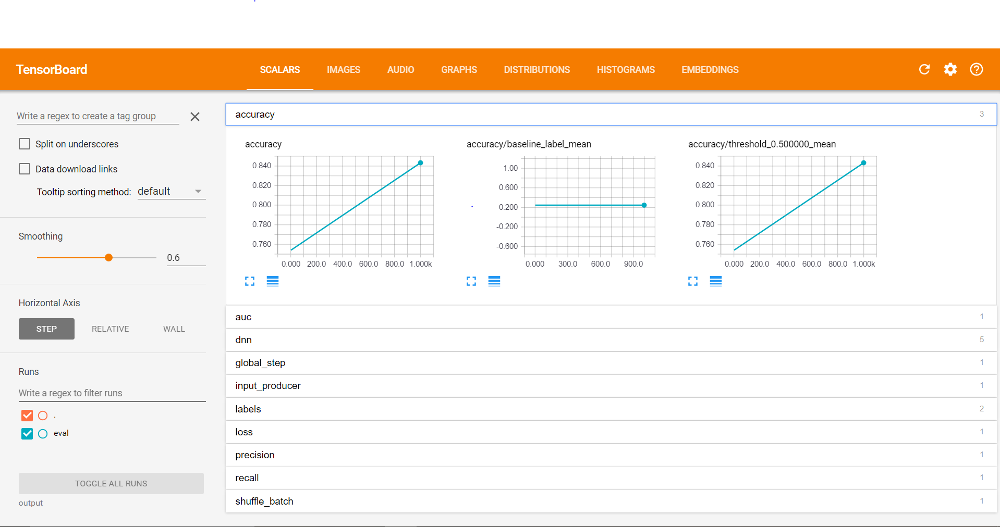 TensorBoard SCALARS IMAGES AUDIO GRAPHS DISTRIBUTIONS HISTOGRAMS EMBEDDINGS
Write a regex to create a tag group
Split on underscores
Data download links
Tooltip sorting method: default
Smoothing
0.6
Horizontal Axis
STEP RELATIVE WALL
Runs
Write a regex to filter runs
.
eval
TOGGLE ALL RUNS
output
accuracy 3
accuracy
0.840
0.820
0.800
0.780
0.760
0.000 200.0 400.0 600.0 800.0 1.000k
accuracy/baseline_label_mean
1.00
0.600
0.200
-0.200
-0.600
0.000 300.0 600.0 900.0
accuracy/threshold_0.500000_mean
0.840
0.820
0.800
0.780
0.760
0.000 200.0 400.0 600.0 800.0 1.000k
auc 1
dnn 5
global_step 1
input_producer 1
labels 2
loss 1
precision 1
recall 1
shuffle_batch 1